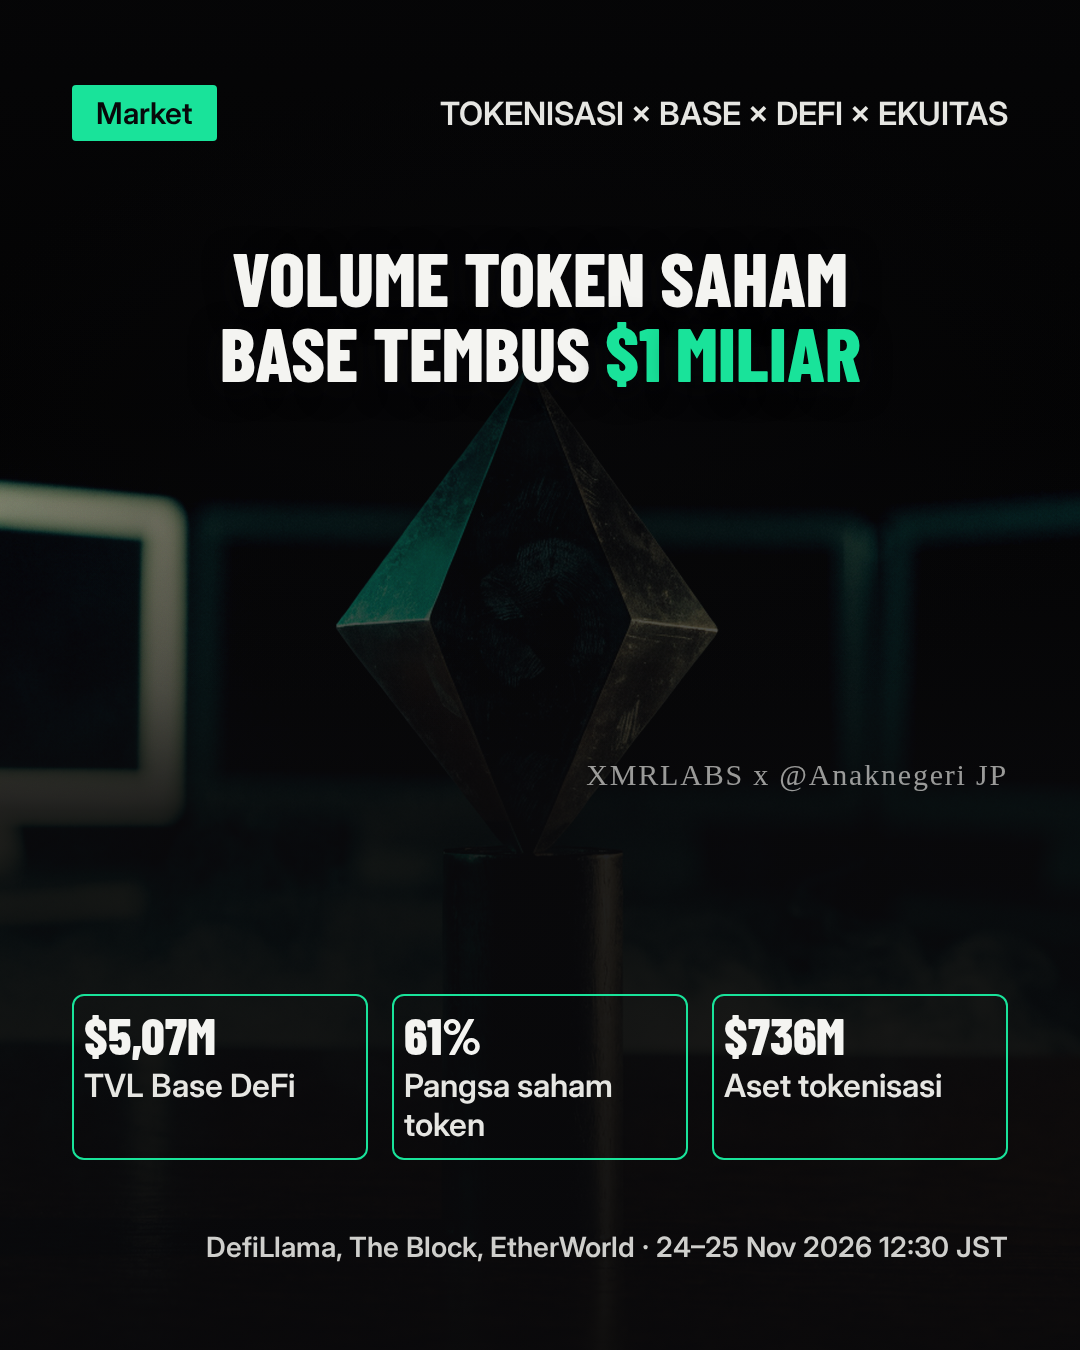 Market
TOKENISASI × BASE × DEFI × EKUITAS
VOLUME TOKEN SAHAM
BASE TEMBUS $1 MILIAR
XMRLABS x @Anaknegeri JP
$5,07M
TVL Base DeFi
61%
Pangsa saham
token
$736M
Aset tokenisasi
DefiLlama, The Block, EtherWorld · 24–25 Nov 2026 12:30 JST